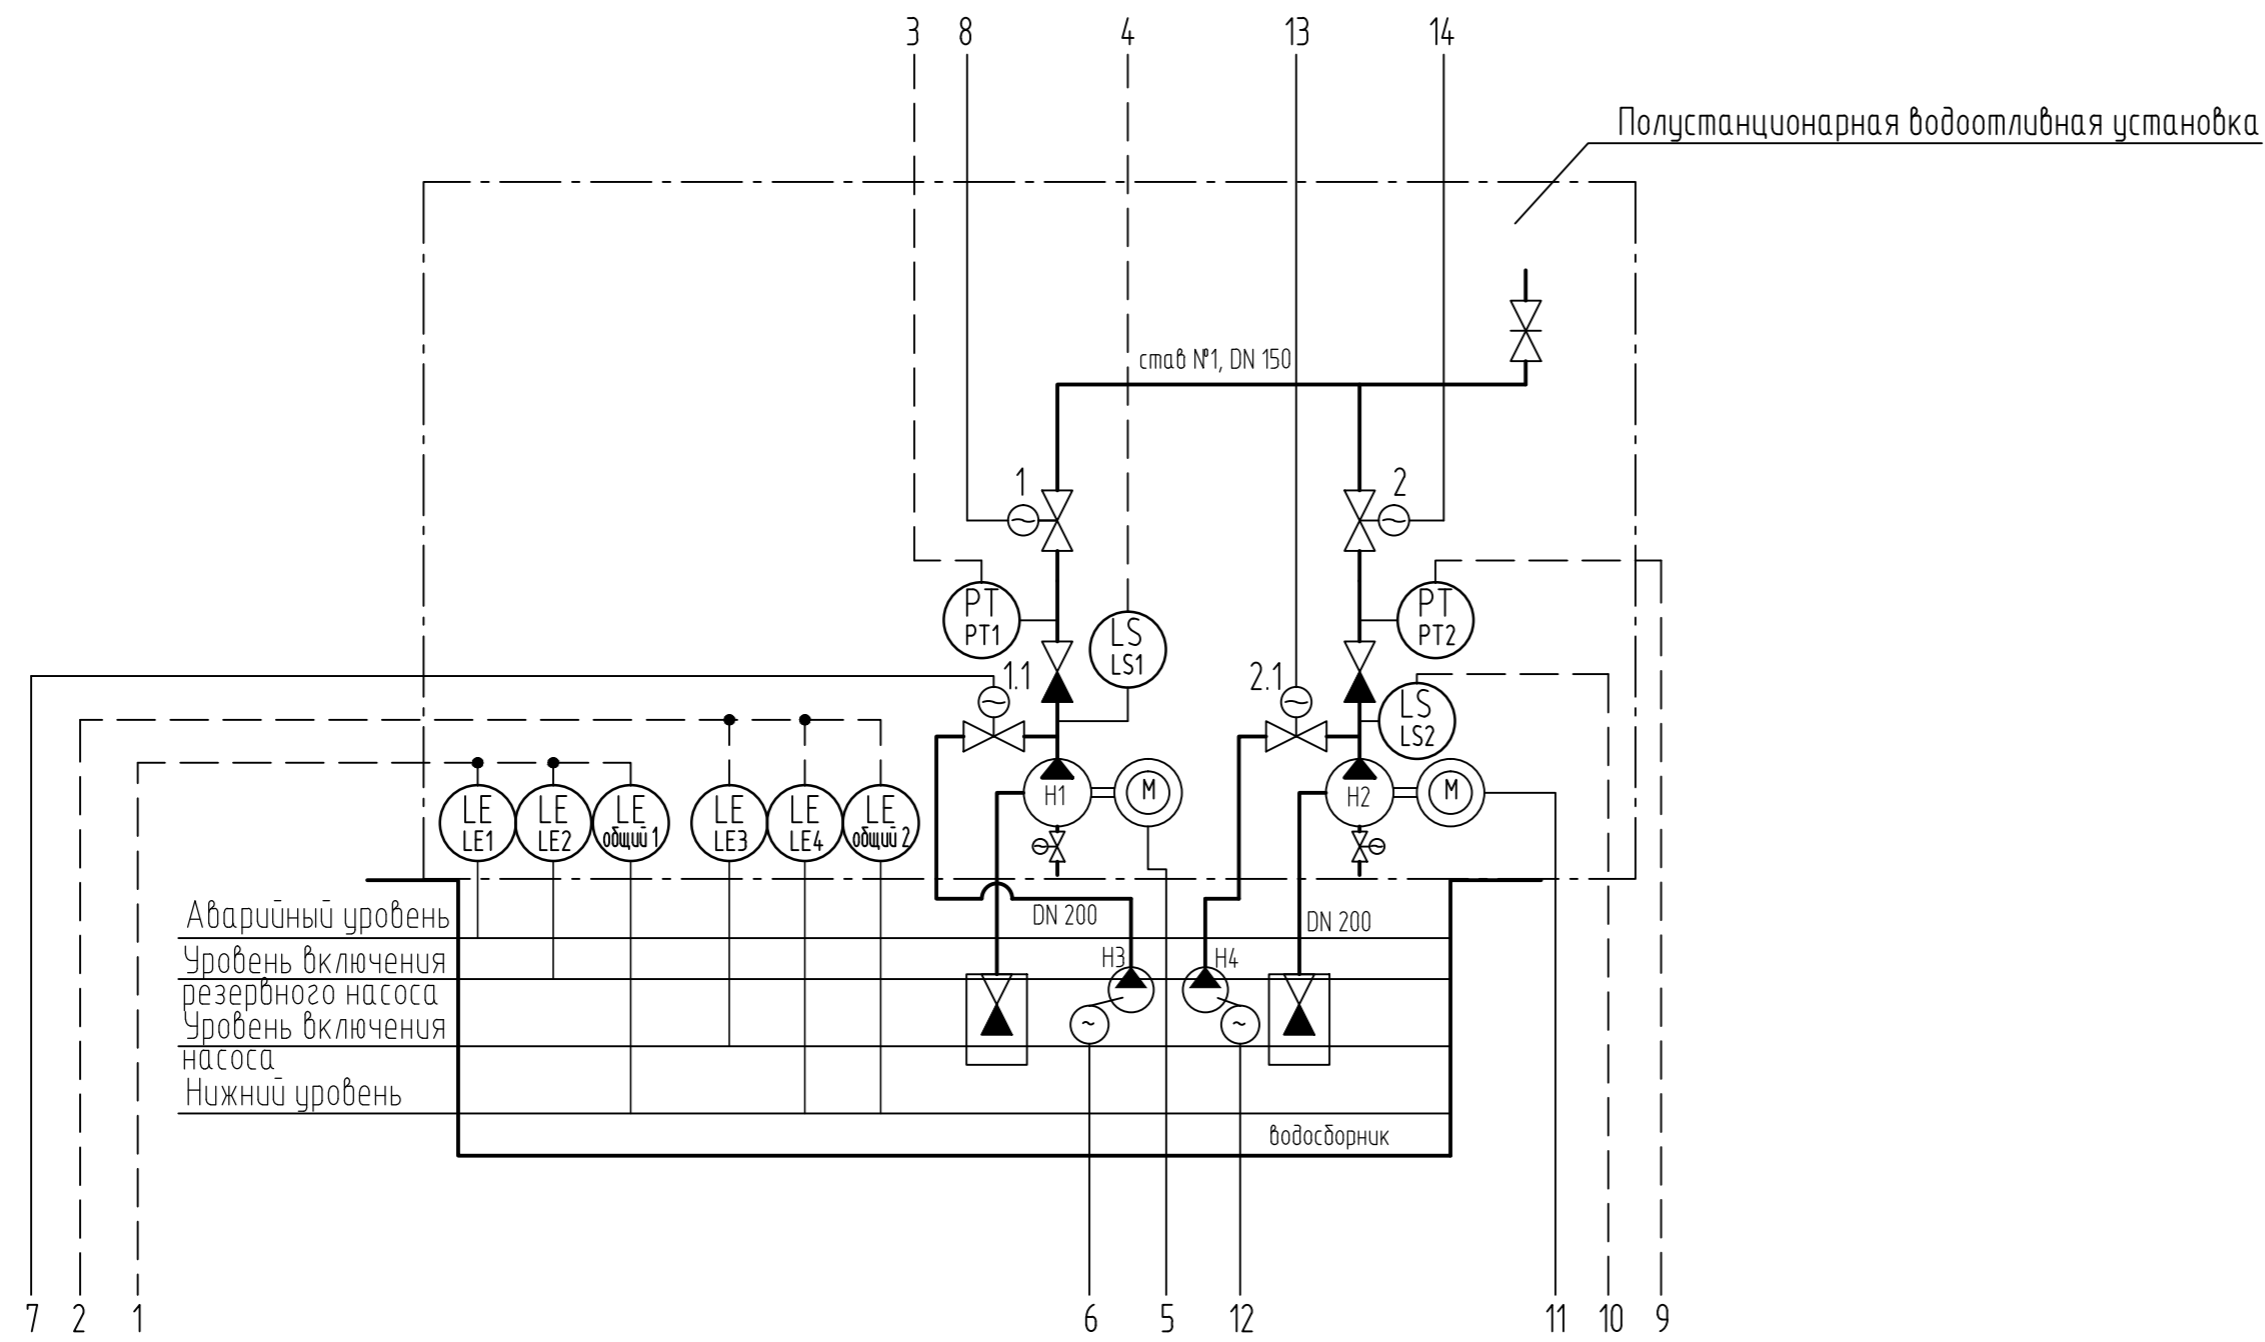 3 8 4 13 14
Полустанционарная водоотливная установка
став №1, DN 150
1 2
PT PT
PT1 PT2
LS
LS1
1.1 2.1
LS
LS2
LE LE LE LE LE LE
LE1 LE2 общий 1 LE3 LE4 общий 2
H1 M H2 M
Аварийный уровень
DN 200 DN 200
Уровень включения
резервного насоса
H3 H4
Уровень включения
насоса
~ ~
Нижний уровень
водосборник
7 2 1 6 5 12 11 10 9